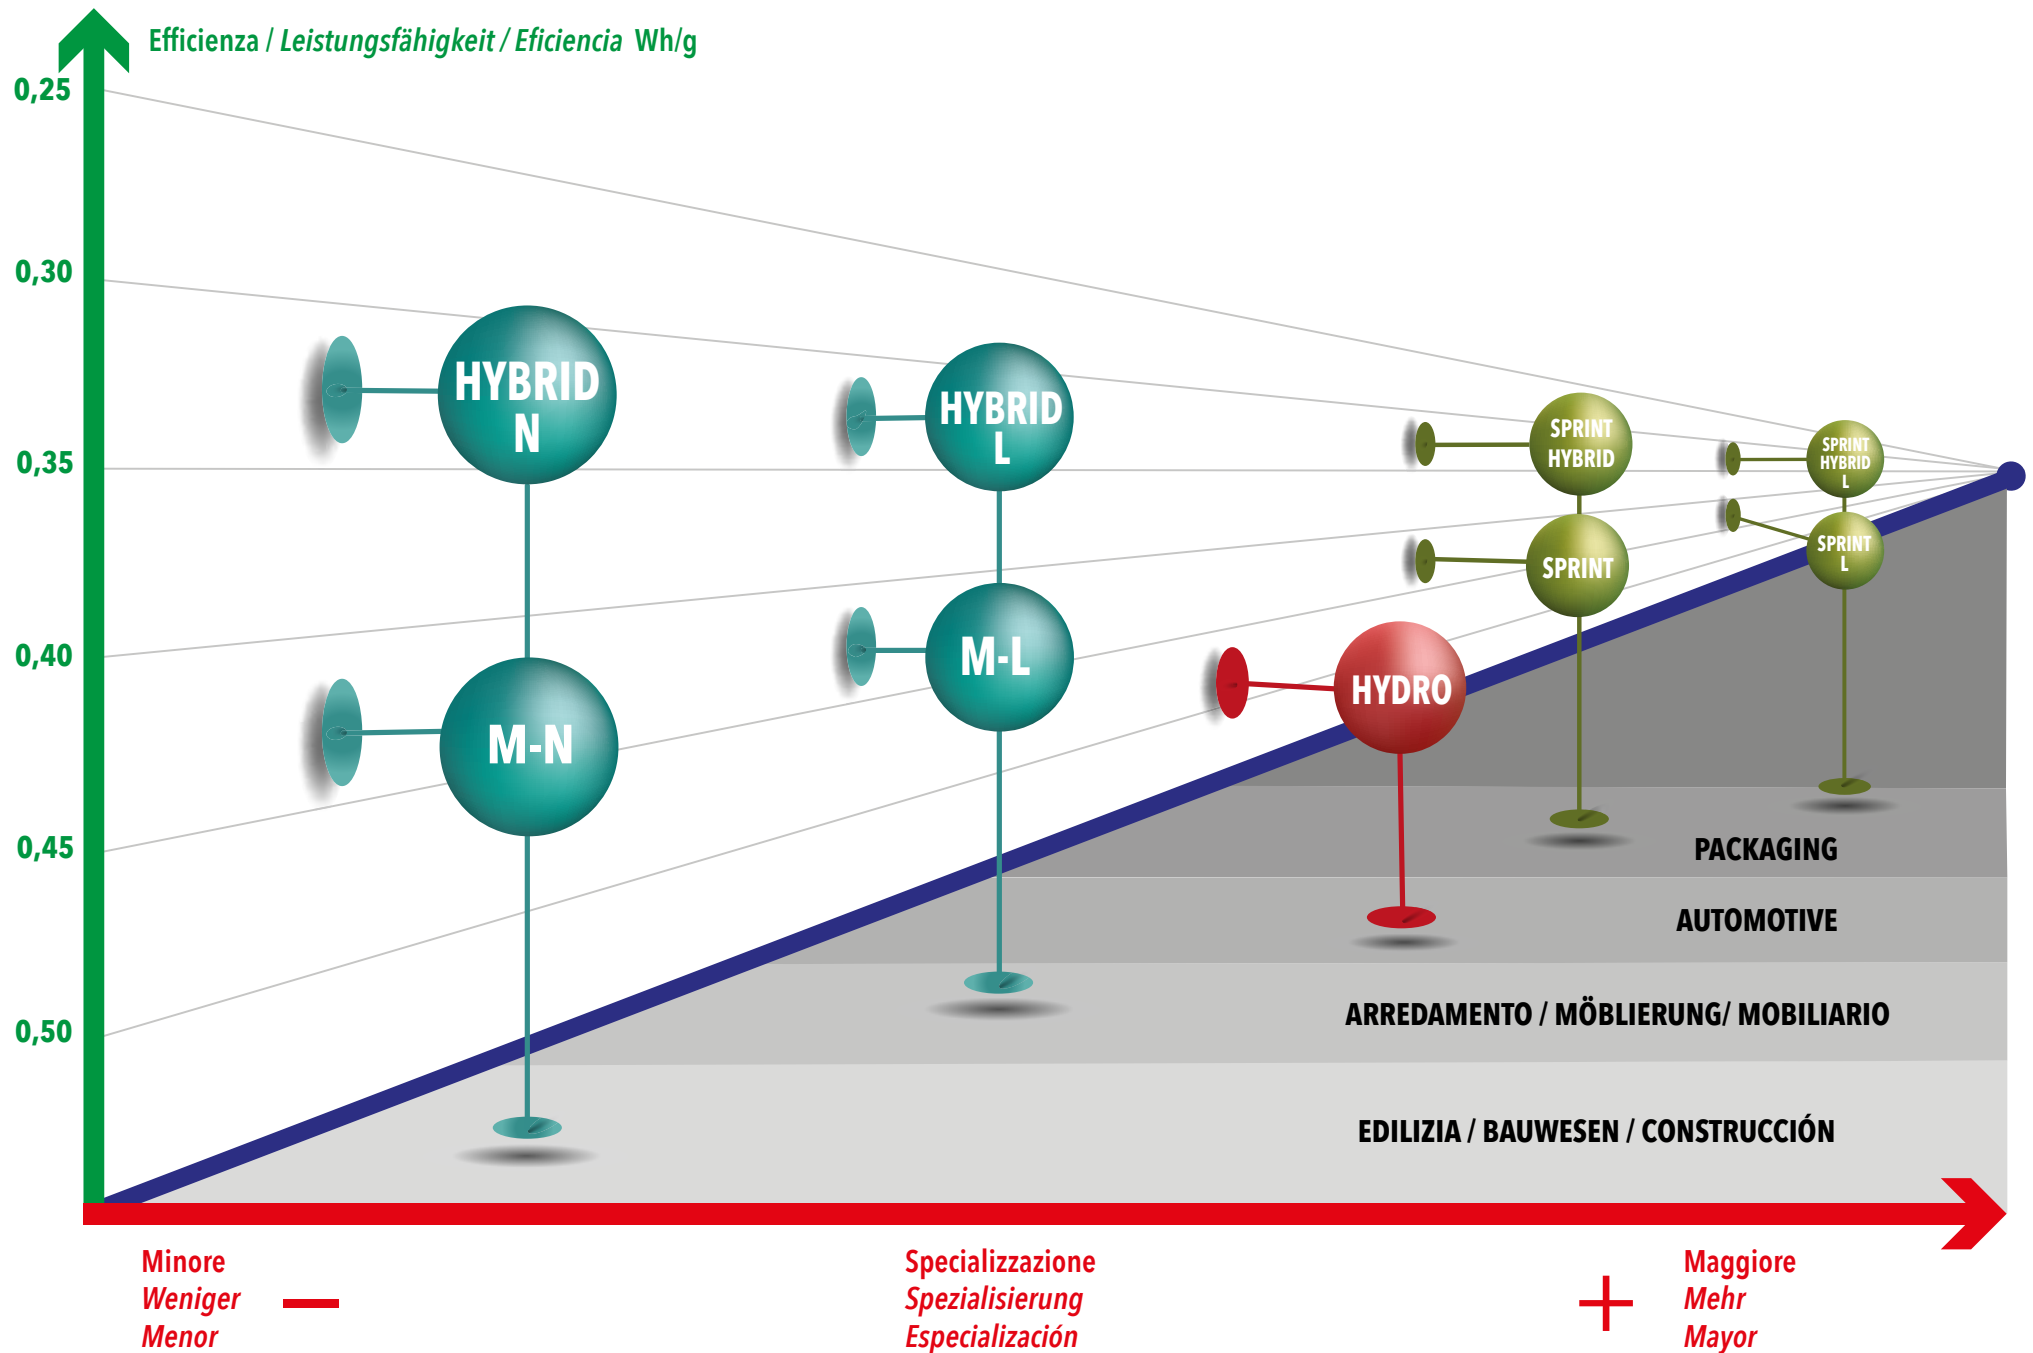 Efficienza / Leistungsfähigkeit / Eficiencia Wh/g
0,25
0,30
0,35
0,40
0,45
0,50
HYBRID
N
HYBRID
L
SPRINT
HYBRID
SPRINT
HYBRID
L
M-N
M-L
HYDRO
SPRINT
SPRINT
L
PACKAGING
AUTOMOTIVE
ARREDAMENTO / MÖBLIERUNG/ MOBILIARIO
EDILIZIA / BAUWESEN / CONSTRUCCIÓN
Minore
Weniger
Menor
Specializzazione
Spezialisierung
Especialización
Maggiore
Mehr
Mayor